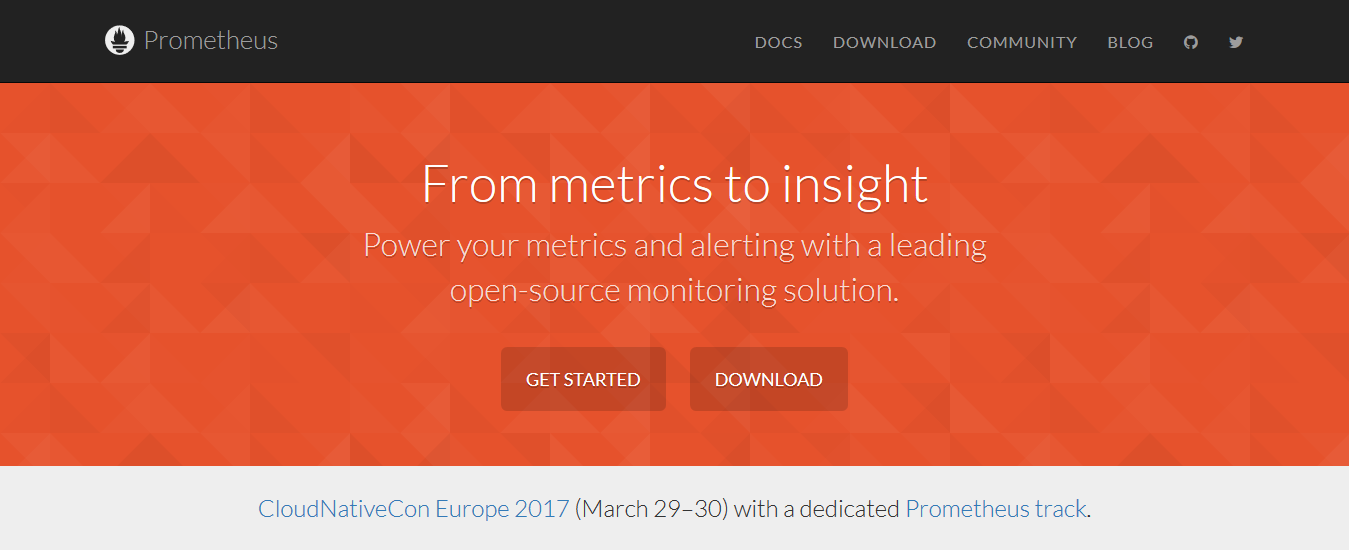 Prometheus
DOCS DOWNLOAD COMMUNITY BLOG
From metrics to insight
Power your metrics and alerting with a leading
open-source monitoring solution.
GET STARTED DOWNLOAD
CloudNativeCon Europe 2017 (March 29–30) with a dedicated Prometheus track.